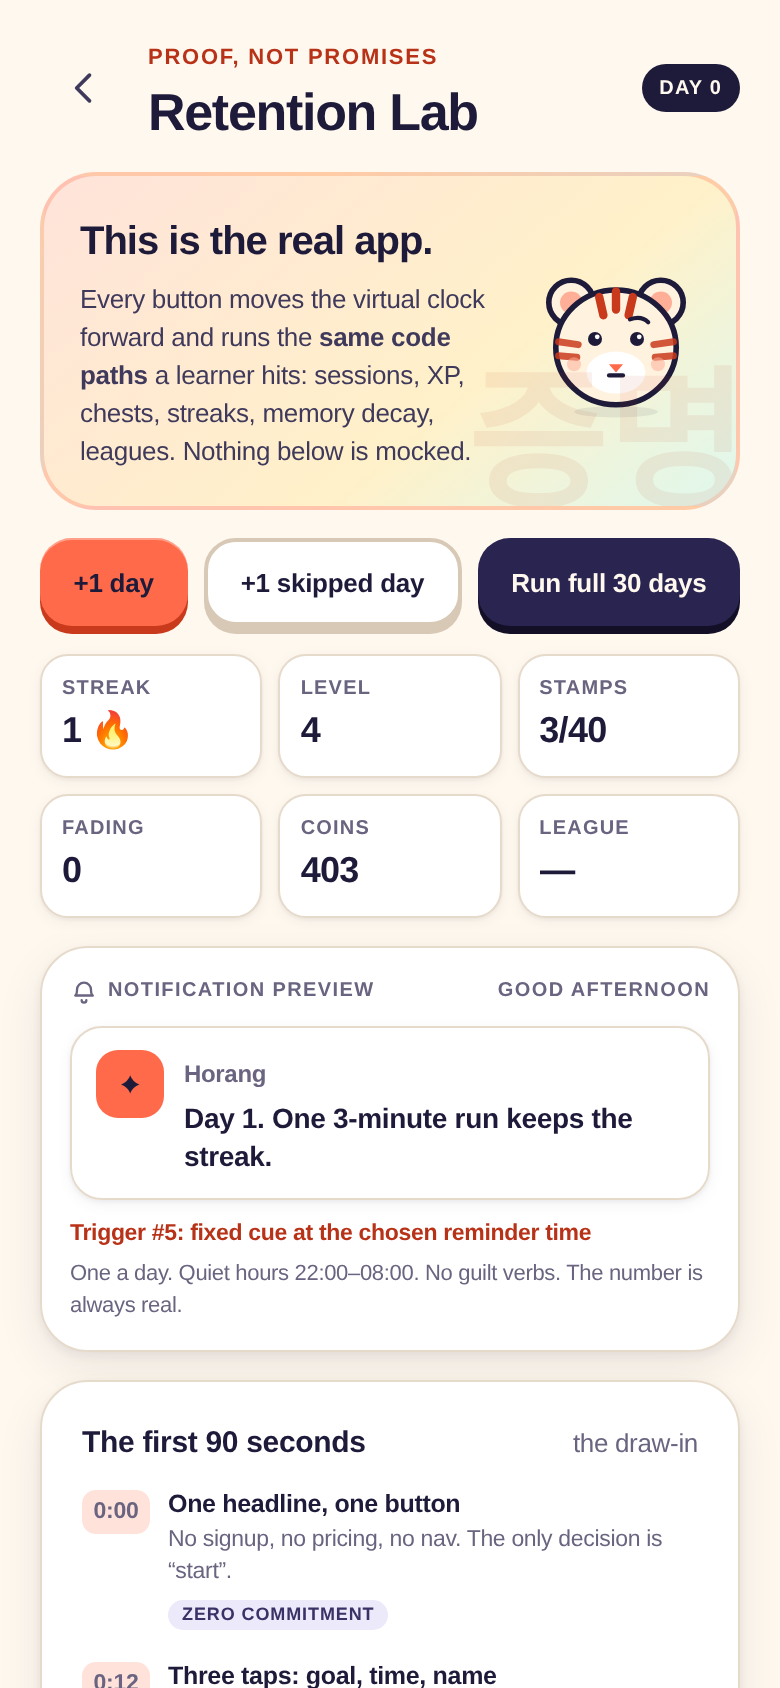 PROOF, NOT PROMISES
Retention Lab
DAY 0
This is the real app.
Every button moves the virtual clock
forward and runs the same code
paths a learner hits: sessions, XP,
chests, streaks, memory decay,
leagues. Nothing below is mocked.
증명
+1 day
+1 skipped day
Run full 30 days
STREAK
1 🔥
LEVEL
4
STAMPS
3/40
FADING
0
COINS
403
LEAGUE
—
NOTIFICATION PREVIEW
GOOD AFTERNOON
Horang
Day 1. One 3-minute run keeps the
streak.
Trigger #5: fixed cue at the chosen reminder time
One a day. Quiet hours 22:00–08:00. No guilt verbs. The number is
always real.
The first 90 seconds
the draw-in
0:00
One headline, one button
No signup, no pricing, no nav. The only decision is
“start”.
ZERO COMMITMENT
0:12
Three taps: goal, time, name